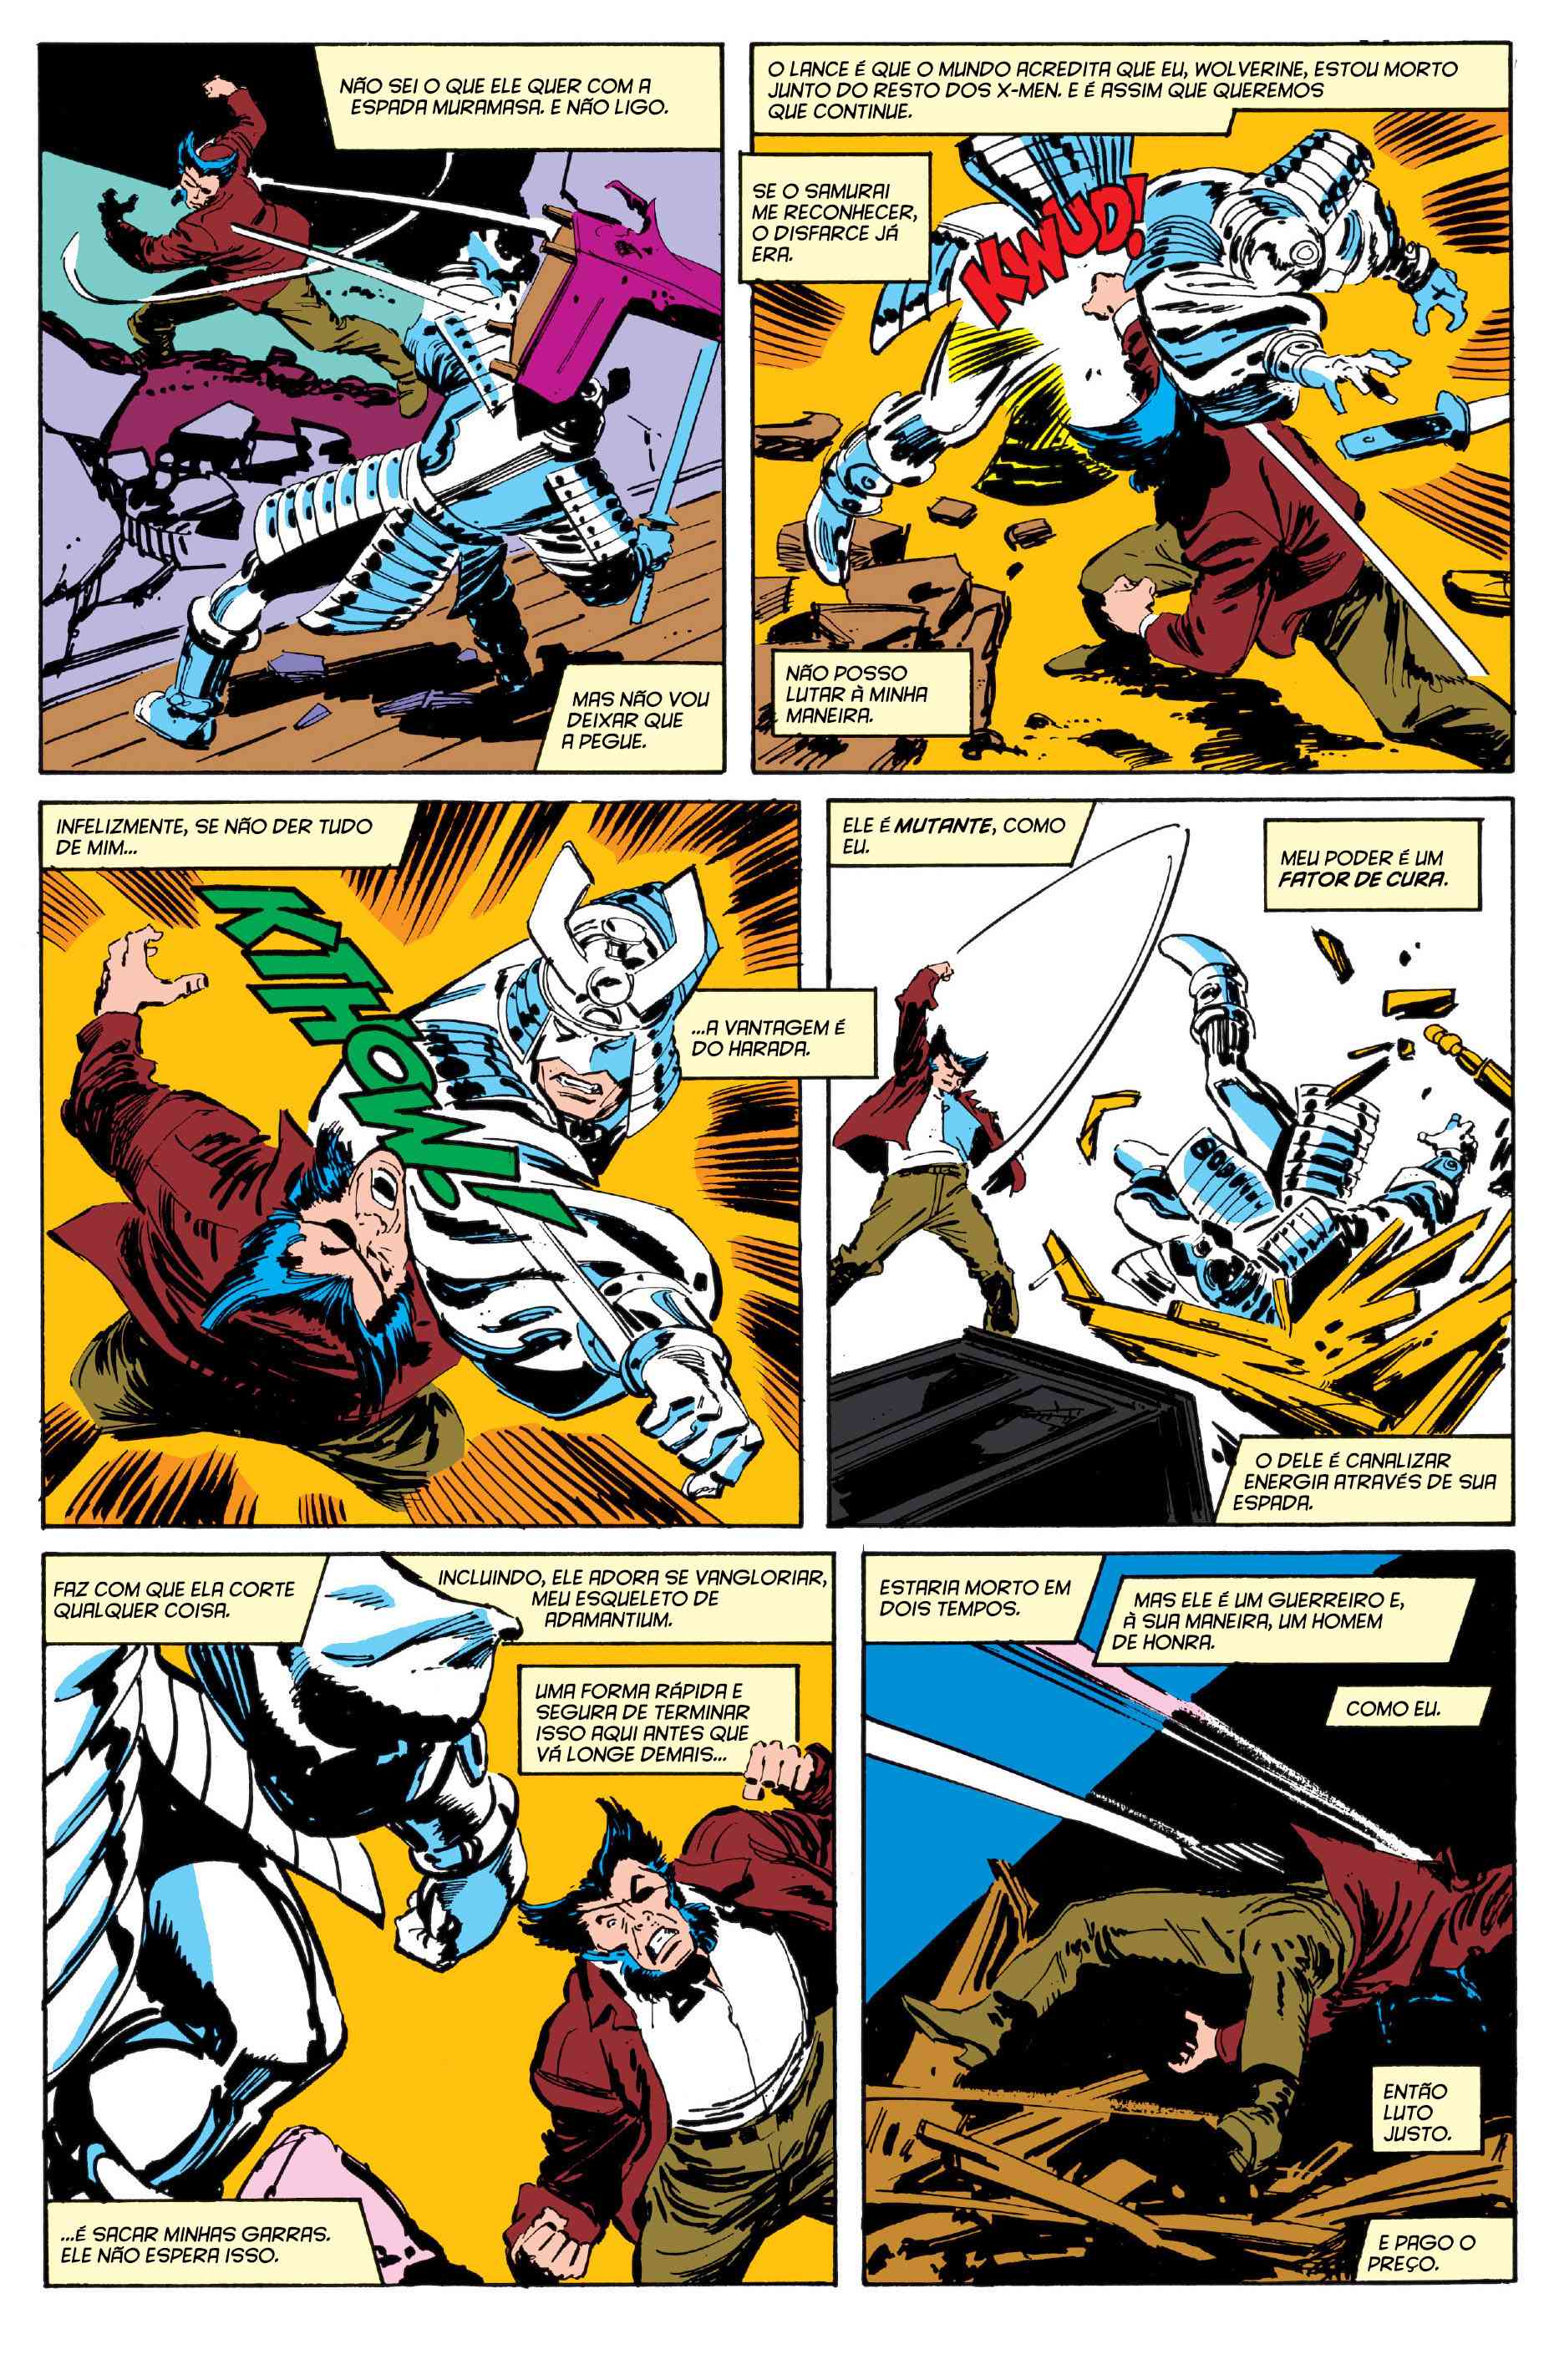 NÃO SEI O QUE ELE QUER COM A
ESPADA MURAMASA. E NÃO LIGO.
MAS NÃO VOU
DEIXAR QUE
A PEGUE.
O LANCE É QUE O MUNDO ACREDITA QUE EU, WOLVERINE, ESTOU MORTO
JUNTO DO RESTO DOS X-MEN. E É ASSIM QUE QUEREMOS
QUE CONTINUE.
SE O SAMURAI
ME RECONHECER,
O DISFARCE JÁ
ERA.
KWUD!
NÃO POSSO
LUTAR À MINHA
MANEIRA.
INFELIZMENTE, SE NÃO DER TUDO
DE MIM...
KTHOW!
...A VANTAGEM É
DO HARADA.
ELE É MUTANTE, COMO
EU.
MEU PODER É UM
FATOR DE CURA.
O DELE É CANALIZAR
ENERGIA ATRAVÉS DE SUA
ESPADA.
FAZ COM QUE ELA CORTE
QUALQUER COISA.
INCLUINDO, ELE ADORA SE VANGLORIAR,
MEU ESQUELETO DE
ADAMANTIUM.
UMA FORMA RÁPIDA E
SEGURA DE TERMINAR
ISSO AQUI ANTES QUE
VÁ LONGE DEMAIS...
...É SACAR MINHAS GARRAS.
ELE NÃO ESPERA ISSO.
ESTARIA MORTO EM
DOIS TEMPOS.
MAS ELE É UM GUERREIRO E,
À SUA MANEIRA, UM HOMEM
DE HONRA.
COMO EU.
ENTÃO
LUTO
JUSTO.
E PAGO O
PREÇO.